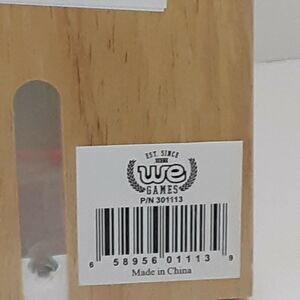 EST. SINCE
we
GAMES
P/N 301113
6 58956 01113 9
Made in China